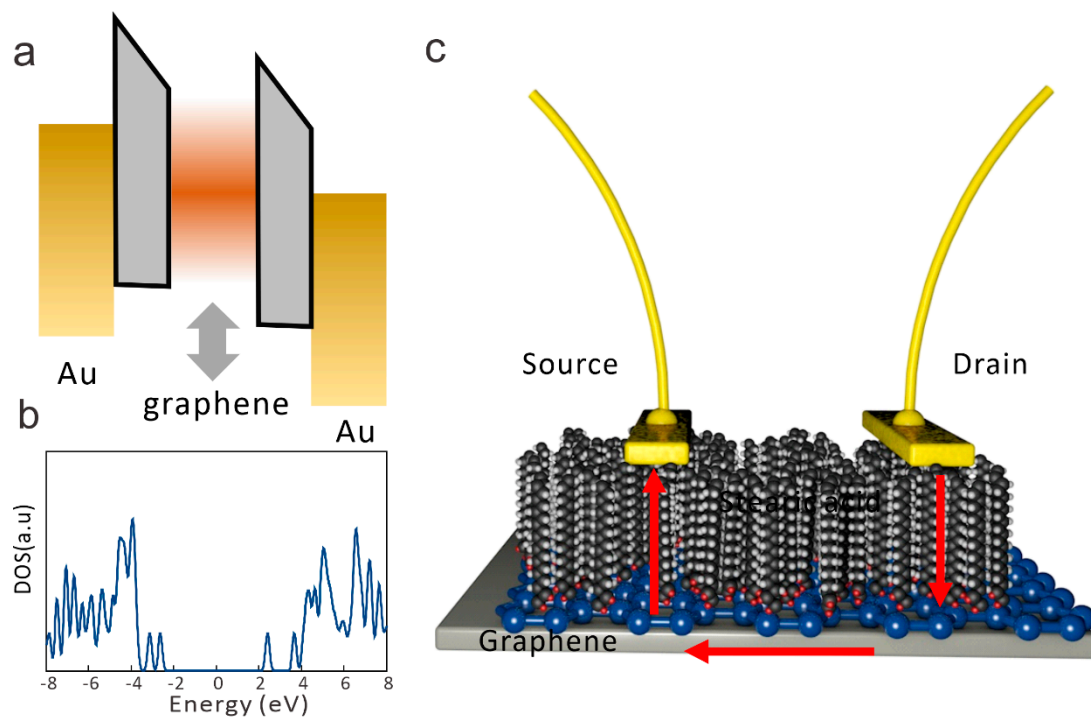 a
Au
graphene
Au
b
DOS(a.u)
-8 -6 -4 -2 0 2 4 6 8
Energy (eV)
c
Source
Drain
Stearic acid
Graphene